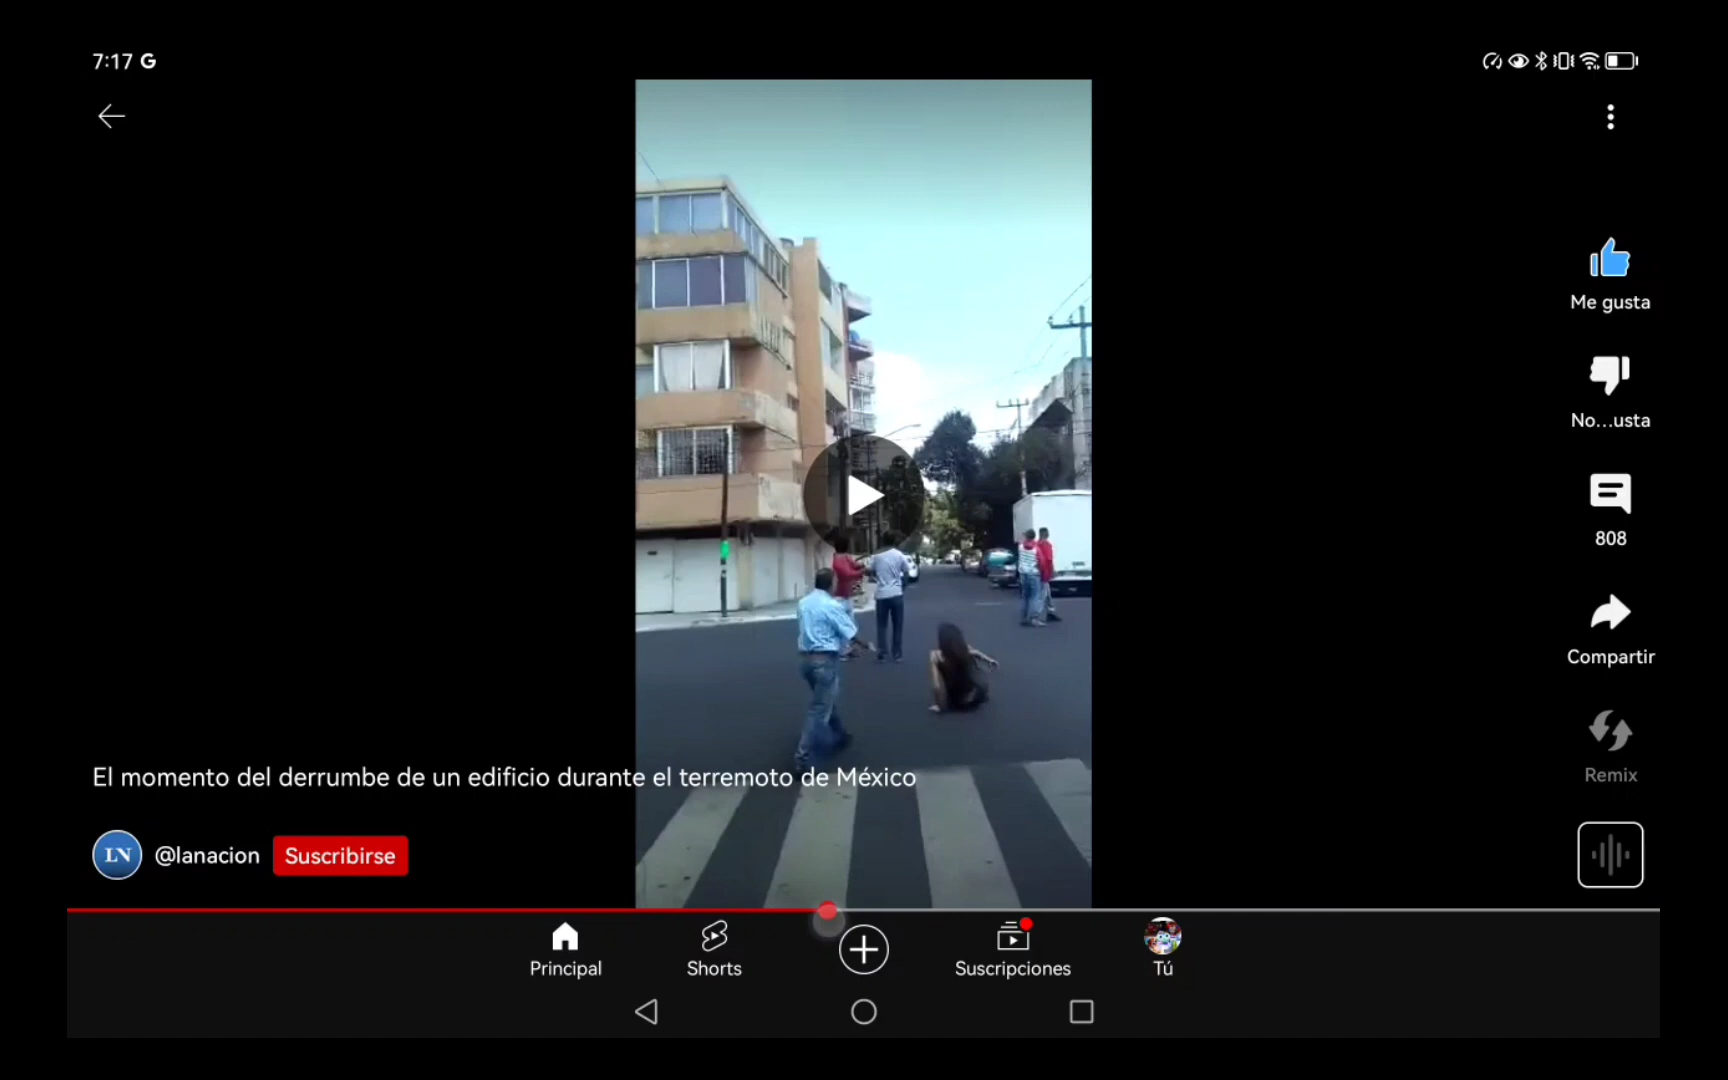 7:17 G
Me gusta
No...usta
808
Compartir
Remix
El momento del derrumbe de un edificio durante el terremoto de México
LN @lanacion Suscribirse
Principal Shorts Suscripciones Tú